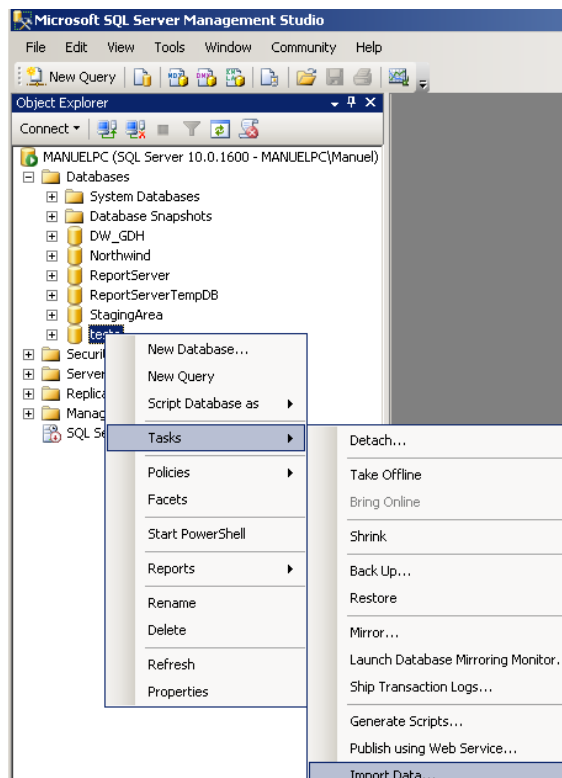 Microsoft SQL Server Management Studio
File Edit View Tools Window Community Help
New Query
Object Explorer
Connect
MANUELPC (SQL Server 10.0.1600 - MANUELPC\Manuel)
Databases
System Databases
Database Snapshots
DW_GDH
Northwind
ReportServer
ReportServerTempDB
StagingArea
New Database...
New Query
Script Database as
Tasks
Policies
Facets
Start PowerShell
Reports
Rename
Delete
Refresh
Properties
Detach...
Take Offline
Bring Online
Shrink
Back Up...
Restore
Mirror...
Launch Database Mirroring Monitor.
Ship Transaction Logs...
Generate Scripts...
Publish using Web Service...
Import Data...